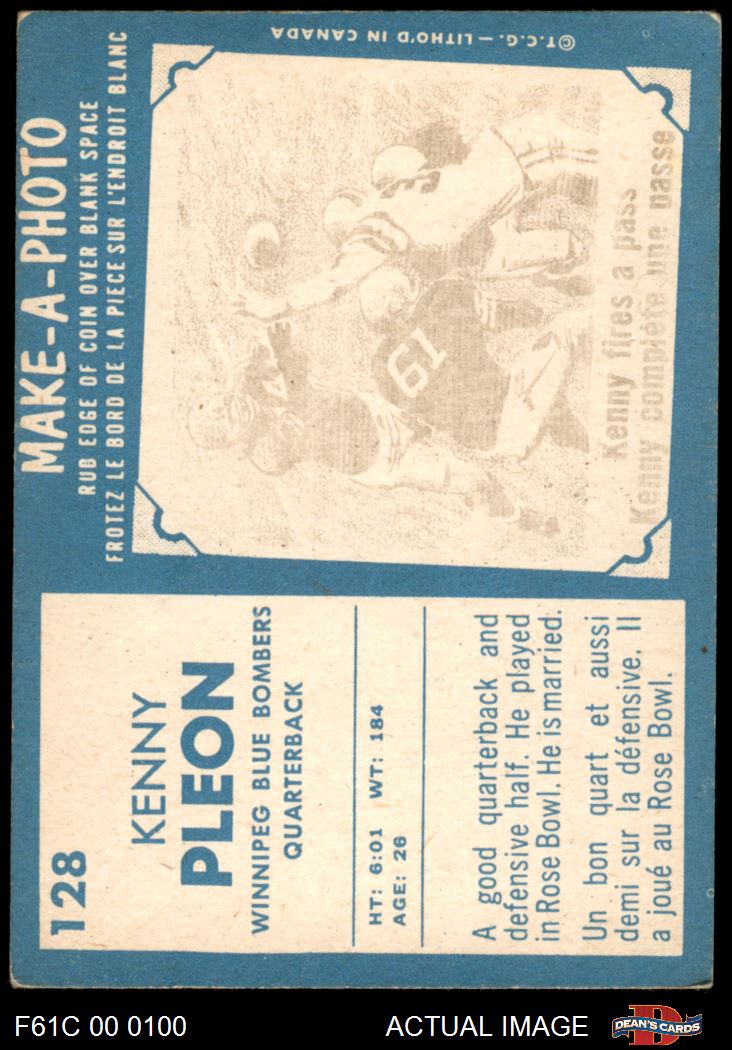 128
KENNY
PLEON
WINNIPEG BLUE BOMBERS
QUARTERBACK
HT: 6:01 WT: 184
AGE: 26
A good quarterback and
defensive half. He played
in Rose Bowl. He is married.
Un bon quart et aussi
demi sur la défensive. Il
a joué au Rose Bowl.
MAKE-A-PHOTO
RUB EDGE OF COIN OVER BLANK SPACE
FROTEZ LE BORD DE LA PIECE SUR L'ENDROIT BLANC
61
Kenny fires a pass
Kenny complète une passe
©T.C.G. — LITHO'D IN CANADA
F61C 00 0100
ACTUAL IMAGE
D
DEAN'S CARDS